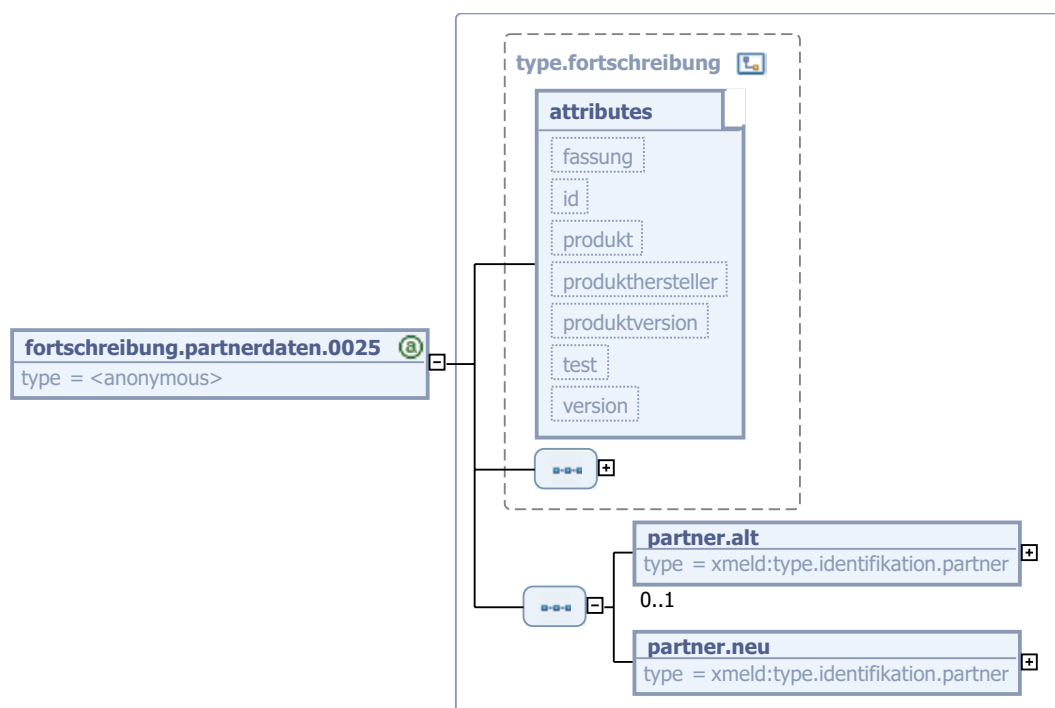 type.fortschreibung
attributes
fassung
id
produkt
produkthersteller
produktversion
test
version
fortschreibung.partnerdaten.0025 @
type = <anonymous>
partner.alt
type = xmeld:type.identifikation.partner
0..1
partner.neu
type = xmeld:type.identifikation.partner